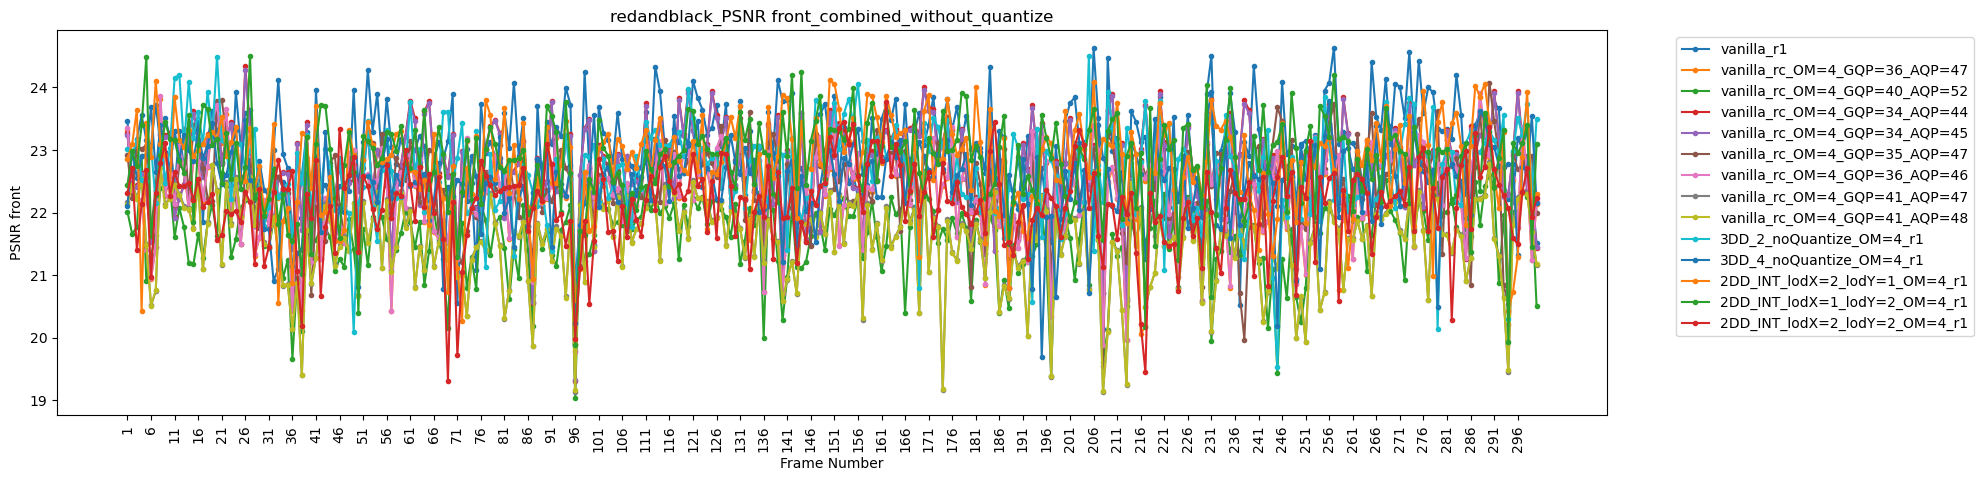 redandblack_PSNR front_combined_without_quantize
PSNR front
24
23
22
21
20
19
1 6 11 16 21 26 31 36 41 46 51 56 61 66 71 76 81 86 91 96 101 106 111 116 121 126 131 136 141 146 151 156 161 166 171 176 181 186 191 196 201 206 211 216 221 226 231 236 241 246 251 256 261 266 271 276 281 286 291 296
Frame Number
vanilla_r1
vanilla_rc_OM=4_GQP=36_AQP=47
vanilla_rc_OM=4_GQP=40_AQP=52
vanilla_rc_OM=4_GQP=34_AQP=44
vanilla_rc_OM=4_GQP=34_AQP=45
vanilla_rc_OM=4_GQP=35_AQP=47
vanilla_rc_OM=4_GQP=36_AQP=46
vanilla_rc_OM=4_GQP=41_AQP=47
vanilla_rc_OM=4_GQP=41_AQP=48
3DD_2_noQuantize_OM=4_r1
3DD_4_noQuantize_OM=4_r1
2DD_INT_lodX=2_lodY=1_OM=4_r1
2DD_INT_lodX=1_lodY=2_OM=4_r1
2DD_INT_lodX=2_lodY=2_OM=4_r1